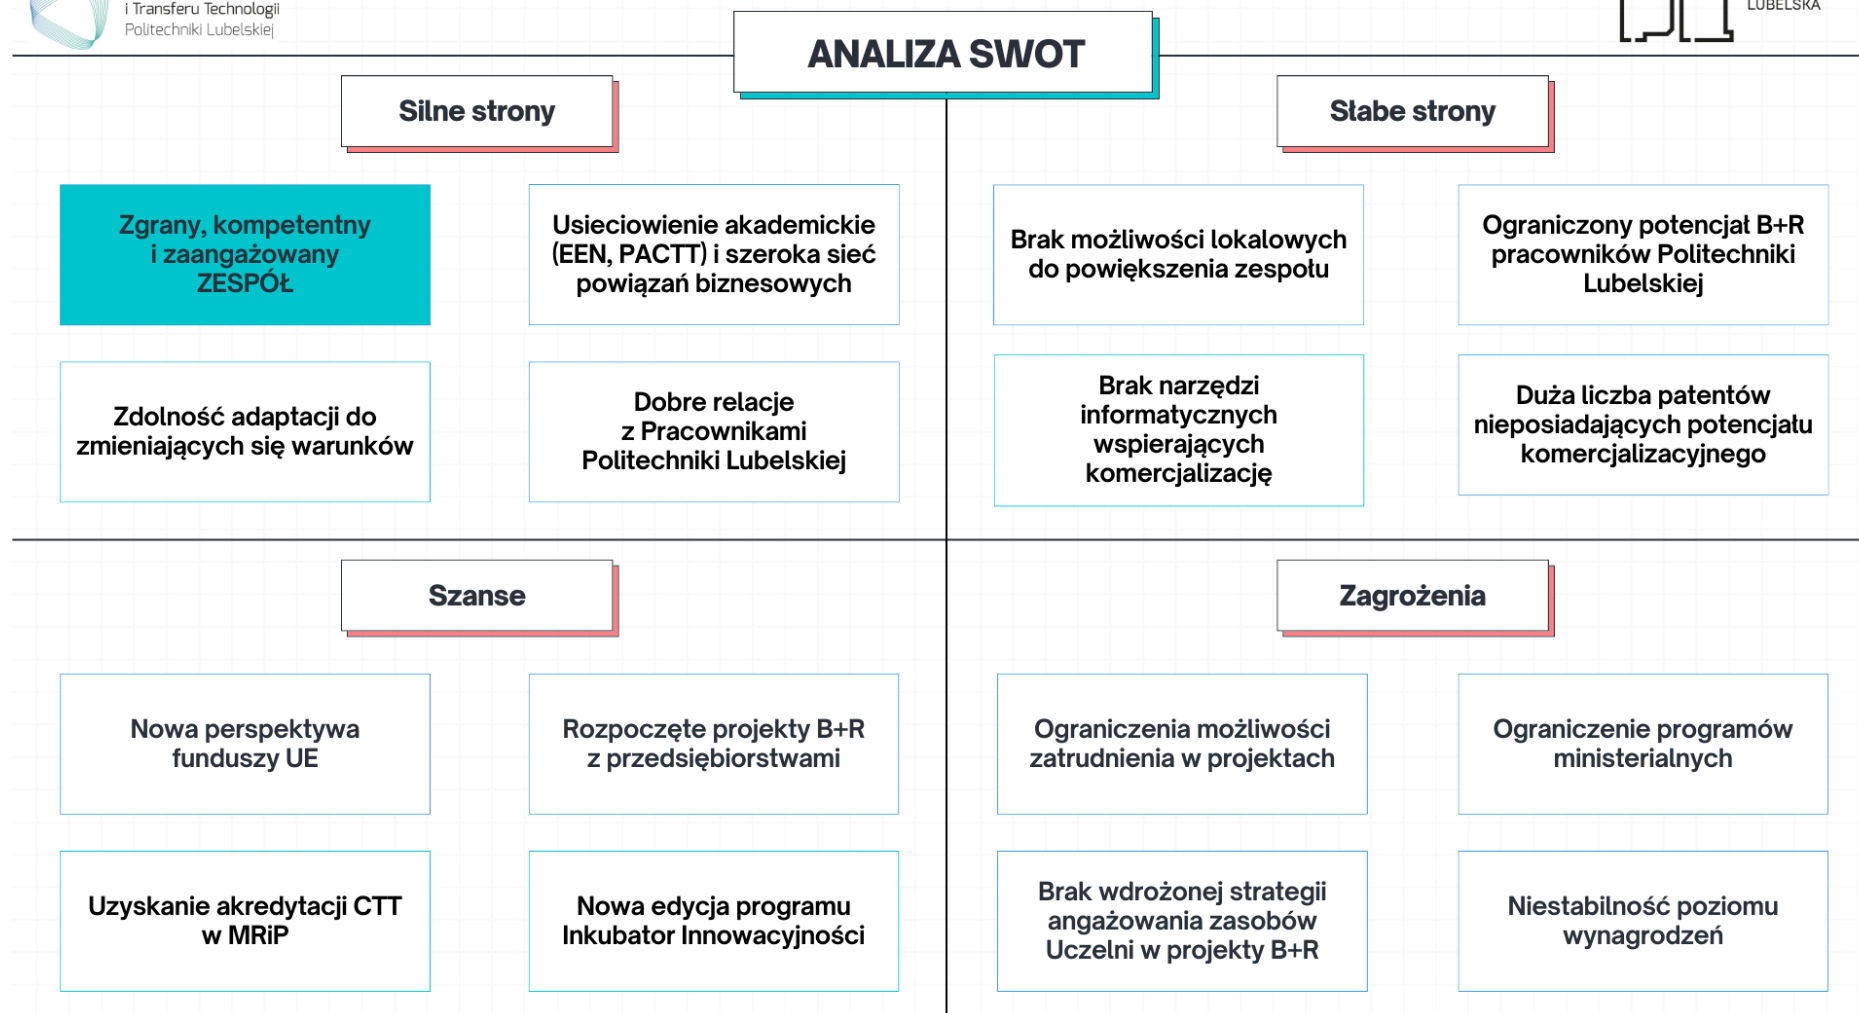 i Transferu Technologii
Politechniki Lubelskiej
LUBELSKA
ANALIZA SWOT
Silne strony
Słabe strony
Zgrany, kompetentny
i zaangażowany
ZESPÓŁ
Usieciowienie akademickie
(EEN, PACTT) i szeroka sieć
powiązań biznesowych
Brak możliwości lokalowych
do powiększenia zespołu
Ograniczony potencjał B+R
pracowników Politechniki
Lubelskiej
Zdolność adaptacji do
zmieniających się warunków
Dobre relacje
z Pracownikami
Politechniki Lubelskiej
Brak narzędzi
informatycznych
wspierających
komercjalizację
Duża liczba patentów
nieposiadających potencjału
komercjalizacyjnego
Szanse
Zagrożenia
Nowa perspektywa
funduszy UE
Rozpoczęte projekty B+R
z przedsiębiorstwami
Ograniczenia możliwości
zatrudnienia w projektach
Ograniczenie programów
ministerialnych
Uzyskanie akredytacji CTT
w MRiP
Nowa edycja programu
Inkubator Innowacyjności
Brak wdrożonej strategii
angażowania zasobów
Uczelni w projekty B+R
Niestabilność poziomu
wynagrodzeń